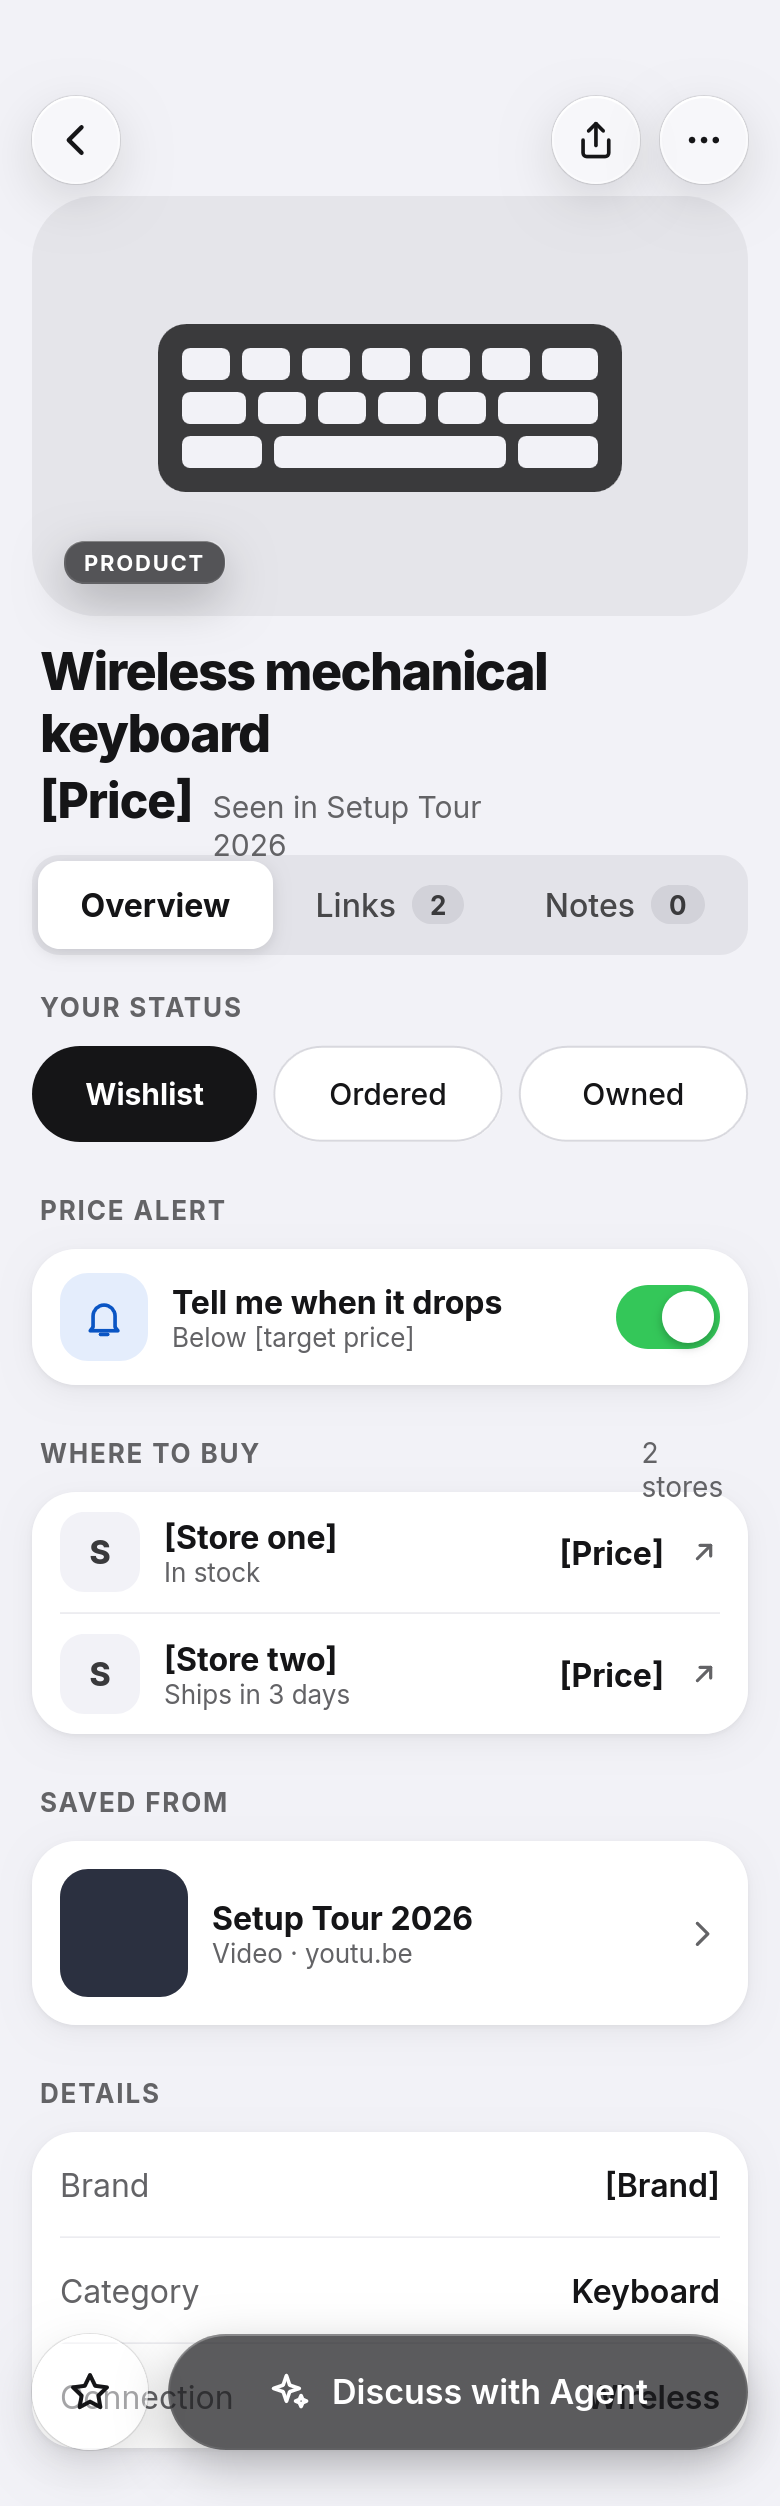 PRODUCT
Wireless mechanical
keyboard
[Price] Seen in Setup Tour
2026
Overview Links 2 Notes 0
YOUR STATUS
Wishlist Ordered Owned
PRICE ALERT
Tell me when it drops
Below [target price]
WHERE TO BUY 2
stores
S [Store one] [Price]
In stock
S [Store two] [Price]
Ships in 3 days
SAVED FROM
Setup Tour 2026
Video · youtu.be
DETAILS
Brand [Brand]
Category Keyboard
Connection Wireless
Discuss with Agent